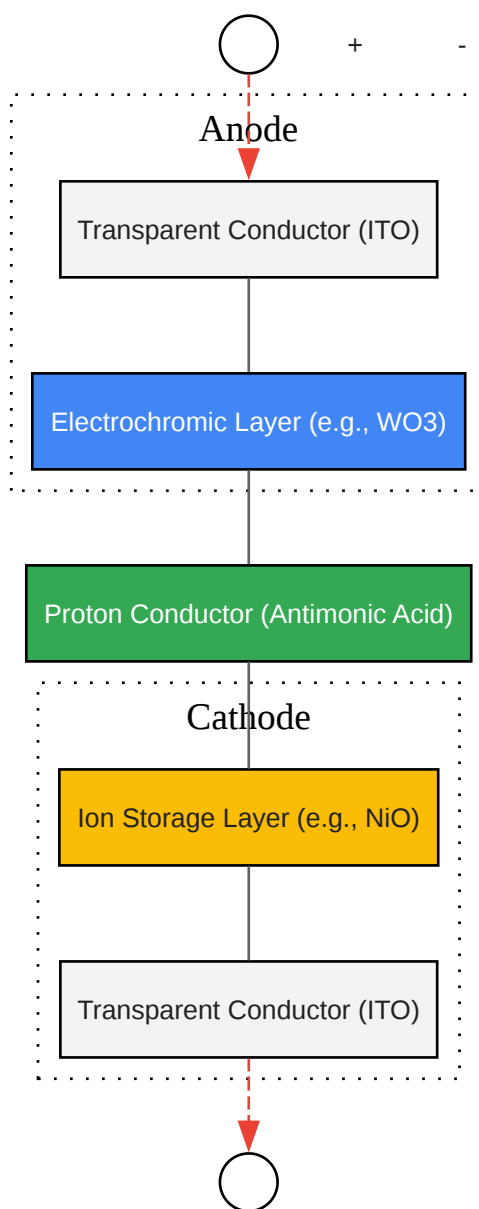 + -
Anode
Transparent Conductor (ITO)
Electrochromic Layer (e.g., WO3)
Proton Conductor (Antimonic Acid)
Cathode
Ion Storage Layer (e.g., NiO)
Transparent Conductor (ITO)